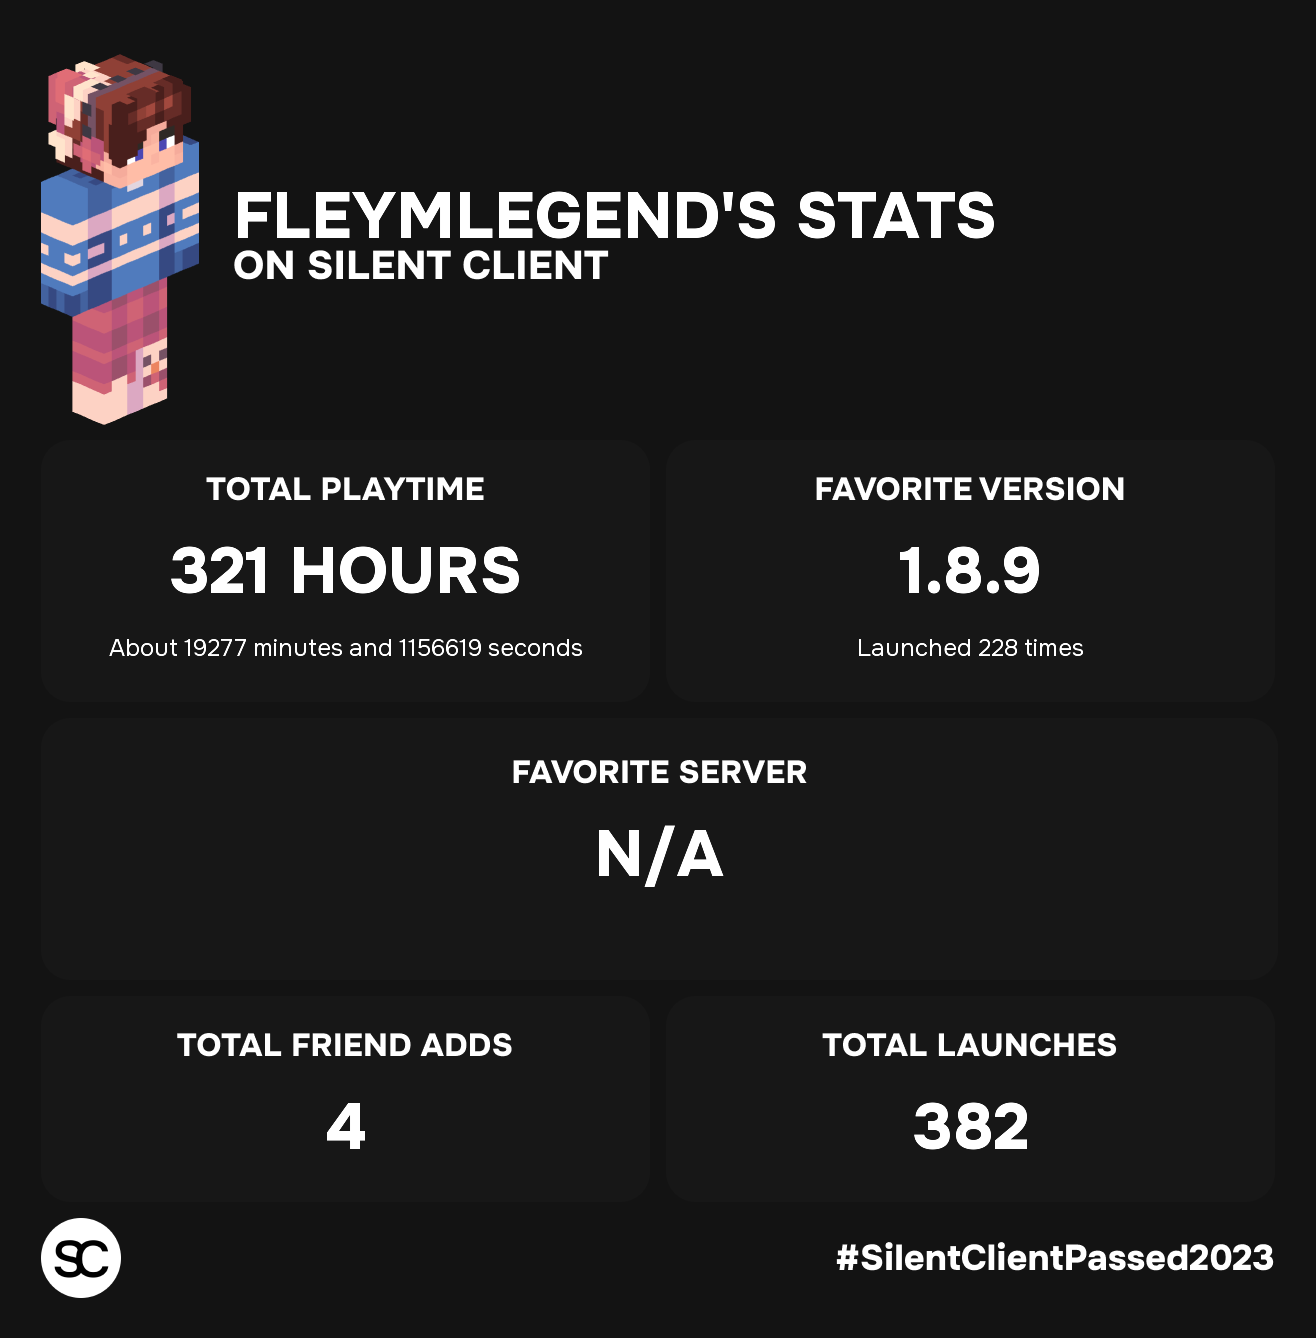 FLEYMLEGEND'S STATS
ON SILENT CLIENT
TOTAL PLAYTIME
321 HOURS
About 19277 minutes and 1156619 seconds
FAVORITE VERSION
1.8.9
Launched 228 times
FAVORITE SERVER
N/A
TOTAL FRIEND ADDS
4
TOTAL LAUNCHES
382
SC
#SilentClientPassed2023